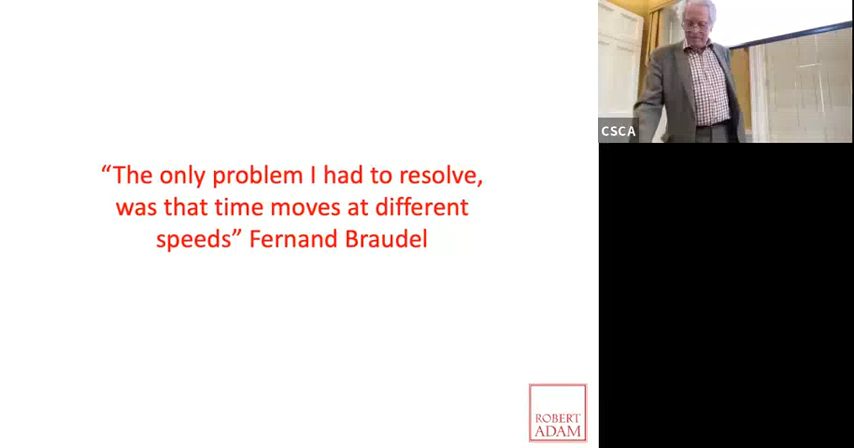 “The only problem I had to resolve,
was that time moves at different
speeds” Fernand Braudel
CSCA
ROBERT
ADAM